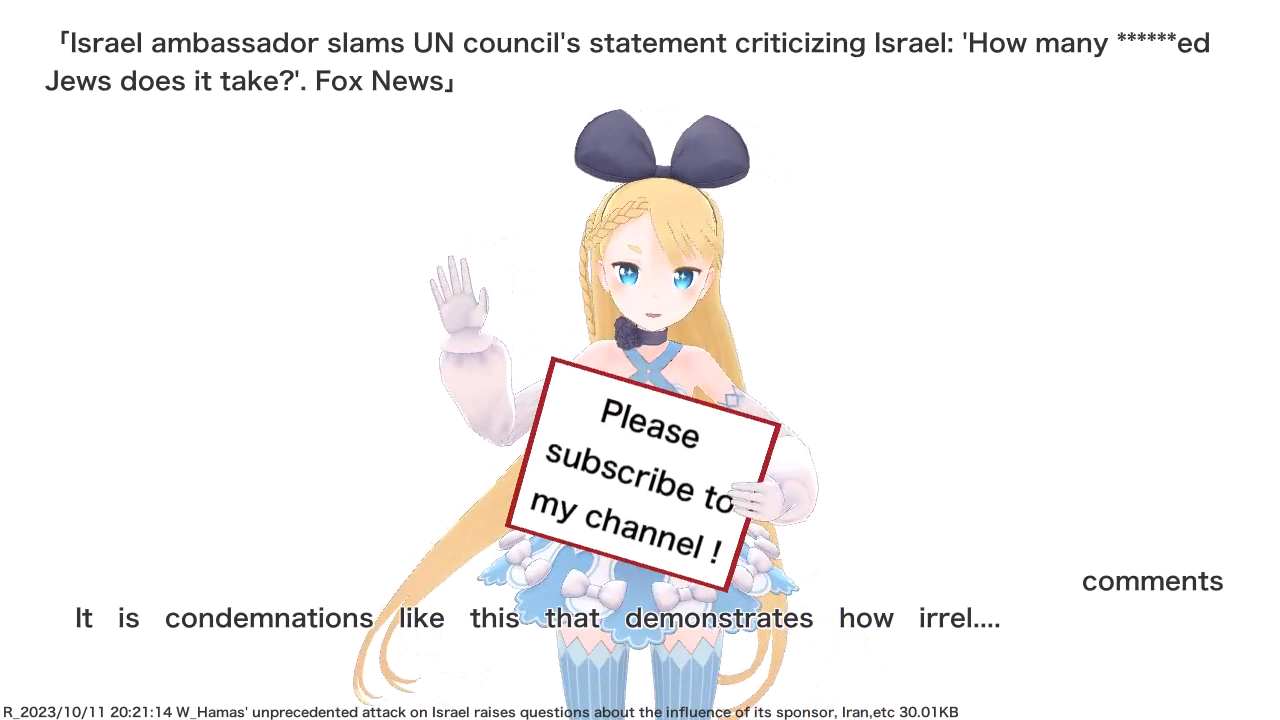 「Israel ambassador slams UN council's statement criticizing Israel: 'How many ******ed
Jews does it take?'. Fox News」
Please
subscribe to
my channel !
comments
It is condemnations like this that demonstrates how irrel....
R_2023/10/11 20:21:14 W_Hamas' unprecedented attack on Israel raises questions about the influence of its sponsor, Iran,etc 30.01KB